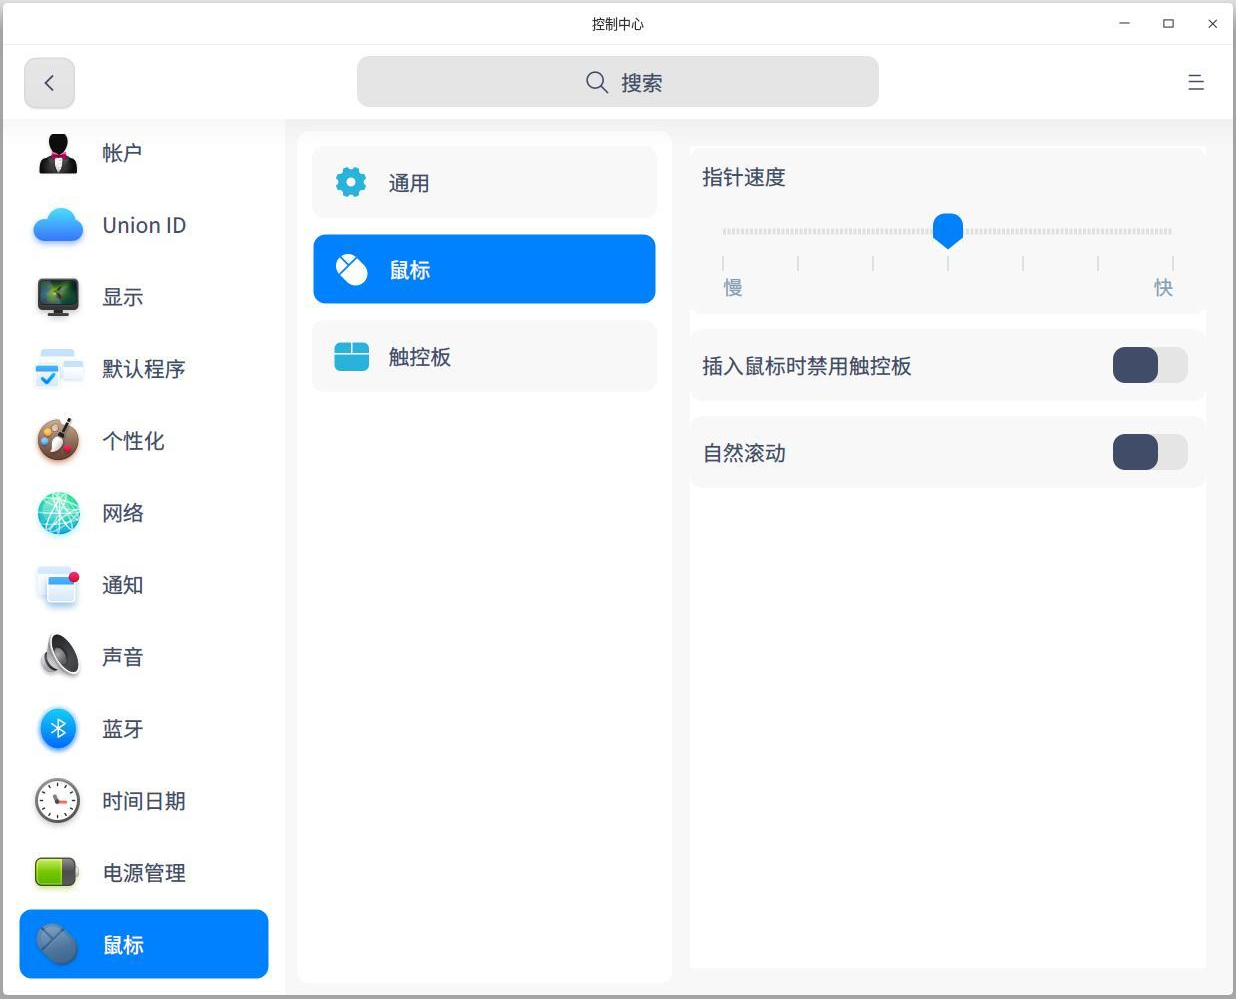 控制中心
搜索
帐户
Union ID
显示
默认程序
个性化
网络
通知
声音
蓝牙
时间日期
电源管理
鼠标
通用
鼠标
触控板
指针速度
慢 快
插入鼠标时禁用触控板
自然滚动